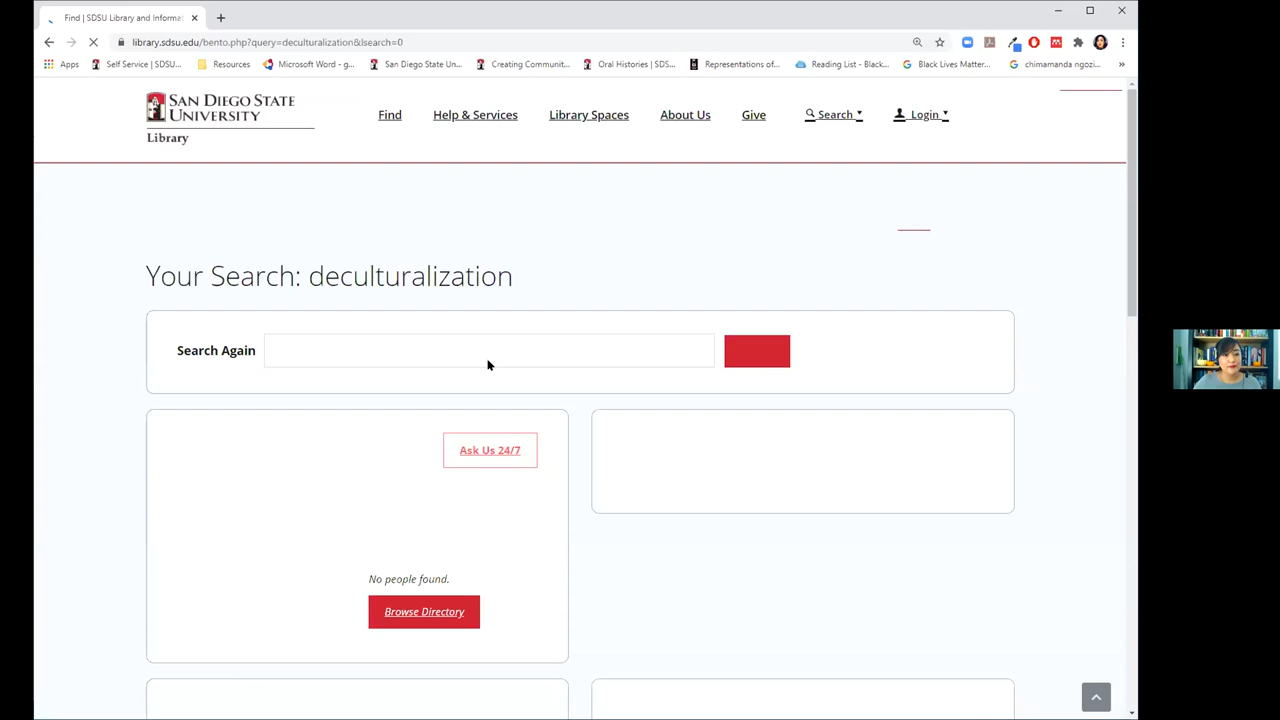 Find | SDSU Library and Informat
library.sdsu.edu/bento.php?query=deculturalization&lsearch=0
Apps
Self Service | SDSU...
Resources
Microsoft Word - g...
San Diego State Un...
Creating Communit...
Oral Histories | SDS...
Representations of...
Reading List - Black...
Black Lives Matter...
chimamanda ngozi...
SAN DIEGO STATE
UNIVERSITY
Library
Find
Help & Services
Library Spaces
About Us
Give
Search
Login
Your Search: deculturalization
Search Again
Ask Us 24/7
No people found.
Browse Directory